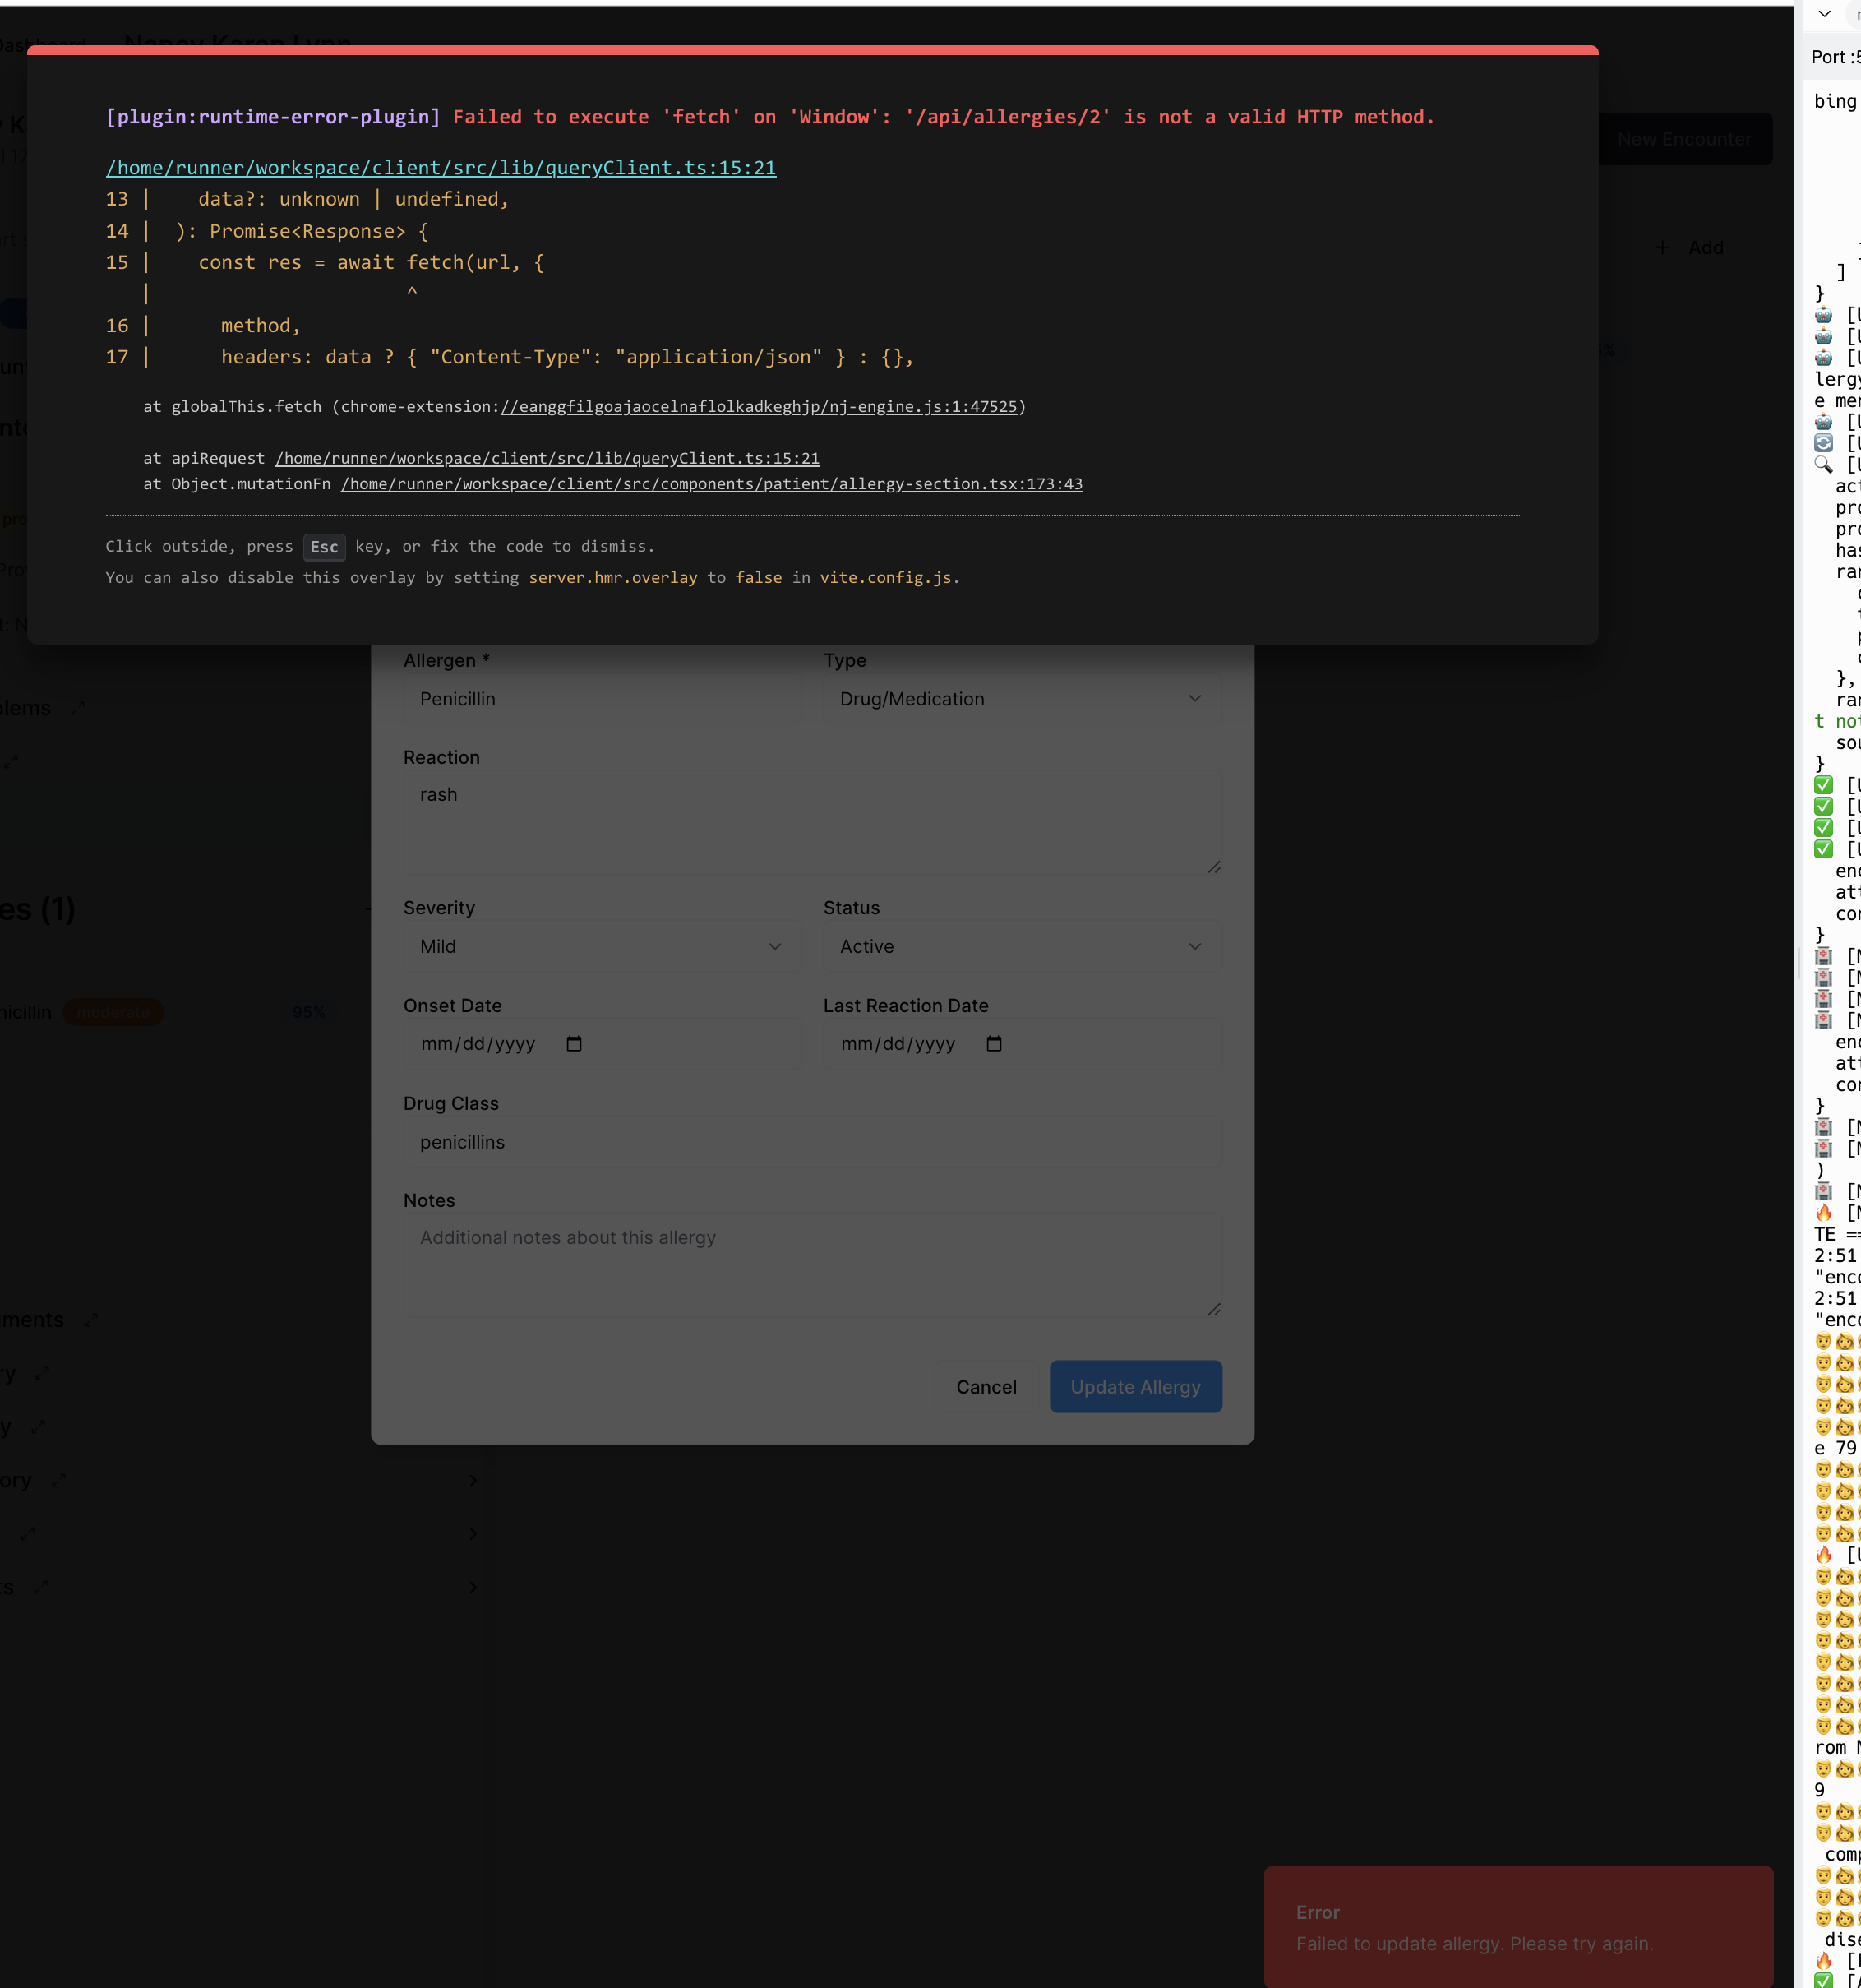 Nancy Karen Lynn
[plugin:runtime-error-plugin] Failed to execute 'fetch' on 'Window': '/api/allergies/2' is not a valid HTTP method.
/home/runner/workspace/client/src/lib/queryClient.ts:15:21
13 |    data?: unknown | undefined,
14 |  ): Promise<Response> {
15 |    const res = await fetch(url, {
   |                      ^
16 |      method,
17 |      headers: data ? { "Content-Type": "application/json" } : {},
at globalThis.fetch (chrome-extension://eanggfilgoajaocelnaflolkadkeghjp/nj-engine.js:1:47525)
at apiRequest /home/runner/workspace/client/src/lib/queryClient.ts:15:21
at Object.mutationFn /home/runner/workspace/client/src/components/patient/allergy-section.tsx:173:43
Click outside, press Esc key, or fix the code to dismiss.
You can also disable this overlay by setting server.hmr.overlay to false in vite.config.js.
New Encounter
+ Add
Allergen *
Type
Penicillin
Drug/Medication
Reaction
rash
Severity
Status
Mild
Active
Onset Date
Last Reaction Date
mm/dd/yyyy
mm/dd/yyyy
Drug Class
penicillins
Notes
Additional notes about this allergy
Cancel
Update Allergy
es (1)
nicillin moderate 95%
lems
ments
ry
y
ory
ts
Error
Failed to update allergy. Please try again.
Port :5
bing
]
}
[U
[U
[U
lergy
e mer
[U
[U
[U
act
pro
pro
has
ran
},
ran
t not
sou
}
[U
[U
[U
[U
enc
att
con
}
[M
[M
[M
[M
enc
att
con
}
[M
[M
)
[M
[M
TE ==
2:51
"enco
2:51
"enco
e 79
[U
rom M
9
comp
dise